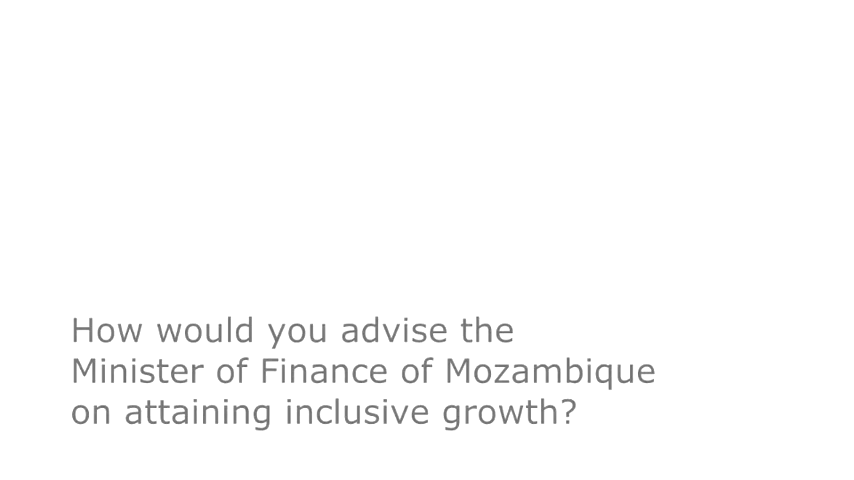 How would you advise the
Minister of Finance of Mozambique
on attaining inclusive growth?